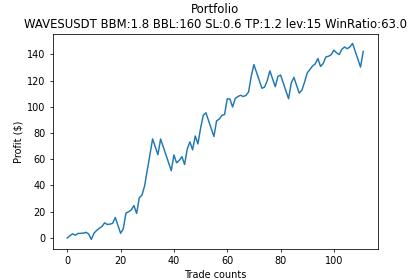 Portfolio
WAVESUSDT BBM:1.8 BBL:160 SL:0.6 TP:1.2 lev:15 WinRatio:63.0
140
120
100
80
60
40
20
0
Profit ($)
0 20 40 60 80 100
Trade counts